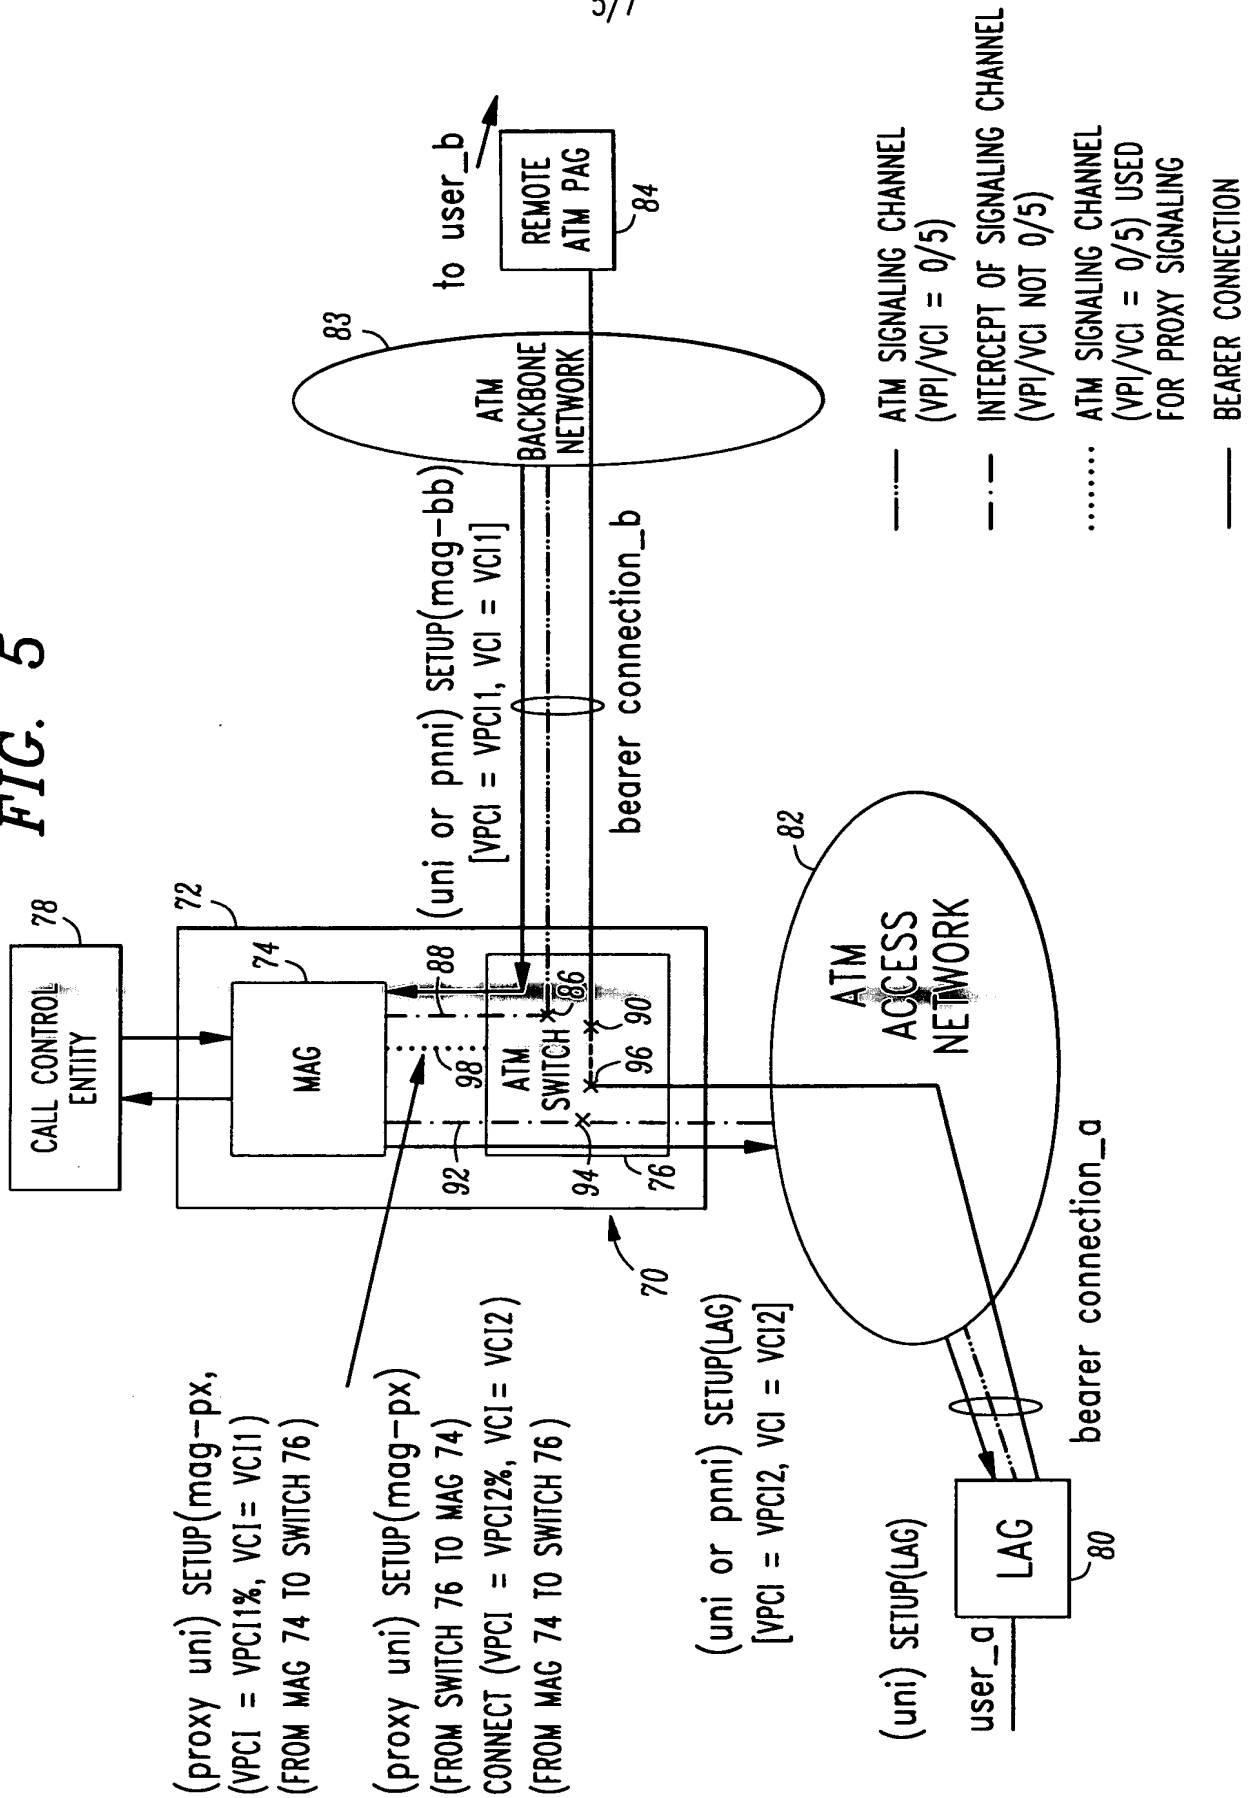 5/7
FIG. 5
78
CALL CONTROL
ENTITY
72
74
MAG
88
98
92
ATM
SWITCH
86
90
96
94
76
70
(proxy uni) SETUP(mag-px,
(VPCI = VPCI1%, VCI= VCI1)
(FROM MAG 74 TO SWITCH 76)
(proxy uni) SETUP(mag-px)
(FROM SWITCH 76 TO MAG 74)
CONNECT (VPCI = VPCI2%, VCI= VCI2)
(FROM MAG 74 TO SWITCH 76)
(uni or pnni) SETUP(mag-bb)
[VPCI = VPCI1, VCI = VCI1]
bearer connection_b
83
ATM
BACKBONE
NETWORK
to user_b
REMOTE
ATM PAG
84
82
ATM
ACCESS
NETWORK
(uni or pnni) SETUP(LAG)
[VPCI = VPCI2, VCI = VCI2]
bearer connection_a
(uni) SETUP(LAG)
user_a
LAG
80
ATM SIGNALING CHANNEL
(VPI/VCI = 0/5)
INTERCEPT OF SIGNALING CHANNEL
(VPI/VCI NOT 0/5)
ATM SIGNALING CHANNEL
(VPI/VCI = 0/5) USED
FOR PROXY SIGNALING
BEARER CONNECTION